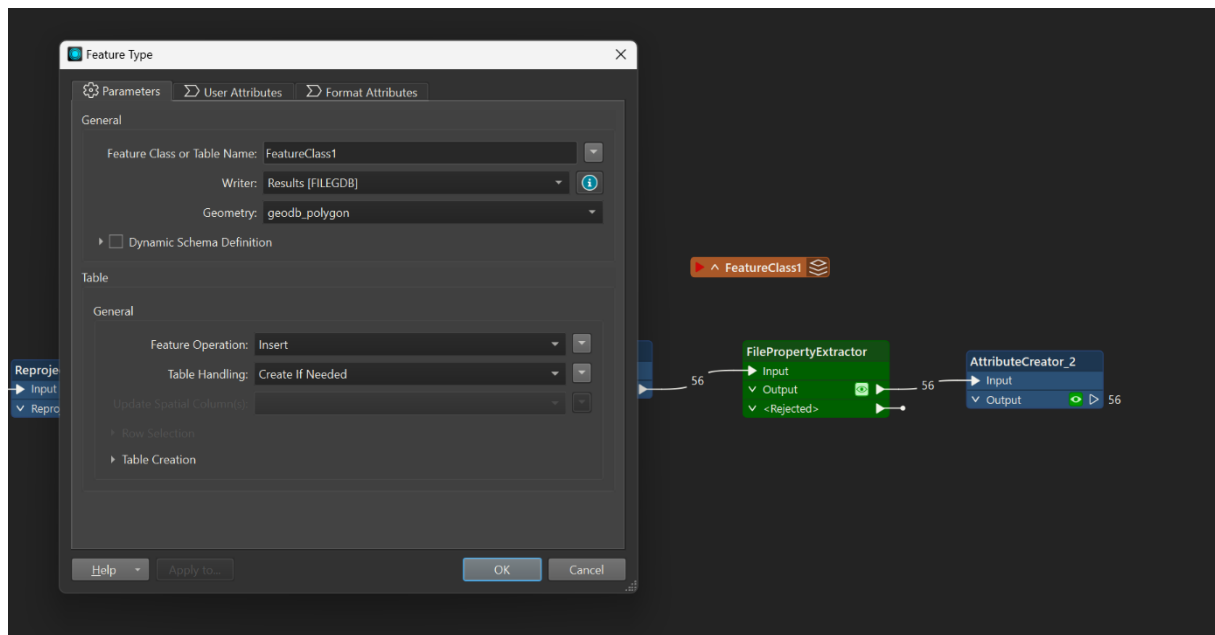 Feature Type
Parameters
User Attributes
Format Attributes
General
Feature Class or Table Name: FeatureClass1
Writer: Results [FILEGDB]
Geometry: geodb_polygon
Dynamic Schema Definition
Table
General
Feature Operation: Insert
Table Handling: Create If Needed
Update Spatial Column(s):
Row Selection
Table Creation
Help
Apply to...
OK
Cancel
Reproje
Input
Repro
56
FeatureClass1
FilePropertyExtractor
Input
Output
<Rejected>
56
AttributeCreator_2
Input
Output
56